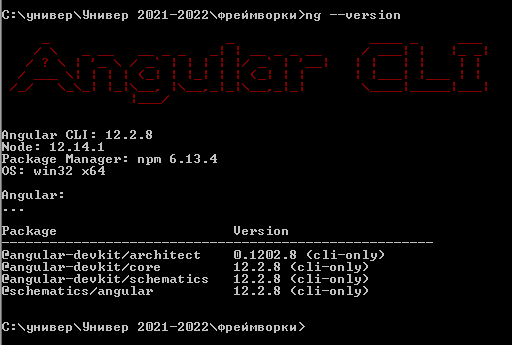 C:\универ\Универ 2021-2022\фреймворки>ng --version
Angular CLI
Angular CLI: 12.2.8
Node: 12.14.1
Package Manager: npm 6.13.4
OS: win32 x64
Angular:
...
Package Version
------------------------------------------------------
@angular-devkit/architect 0.1202.8 (cli-only)
@angular-devkit/core 12.2.8 (cli-only)
@angular-devkit/schematics 12.2.8 (cli-only)
@schematics/angular 12.2.8 (cli-only)
C:\универ\Универ 2021-2022\фреймворки>